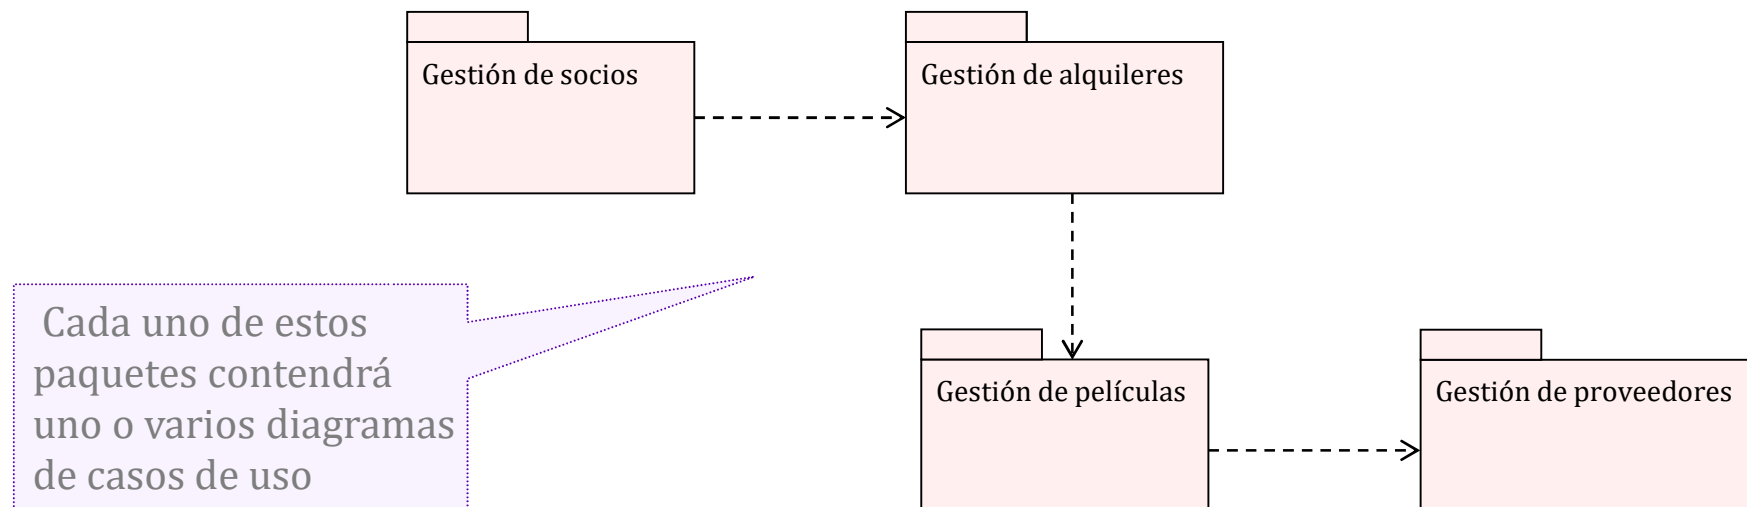 Gestión de socios
Gestión de alquileres
Cada uno de estos
paquetes contendrá
uno o varios diagramas
de casos de uso
Gestión de películas
Gestión de proveedores